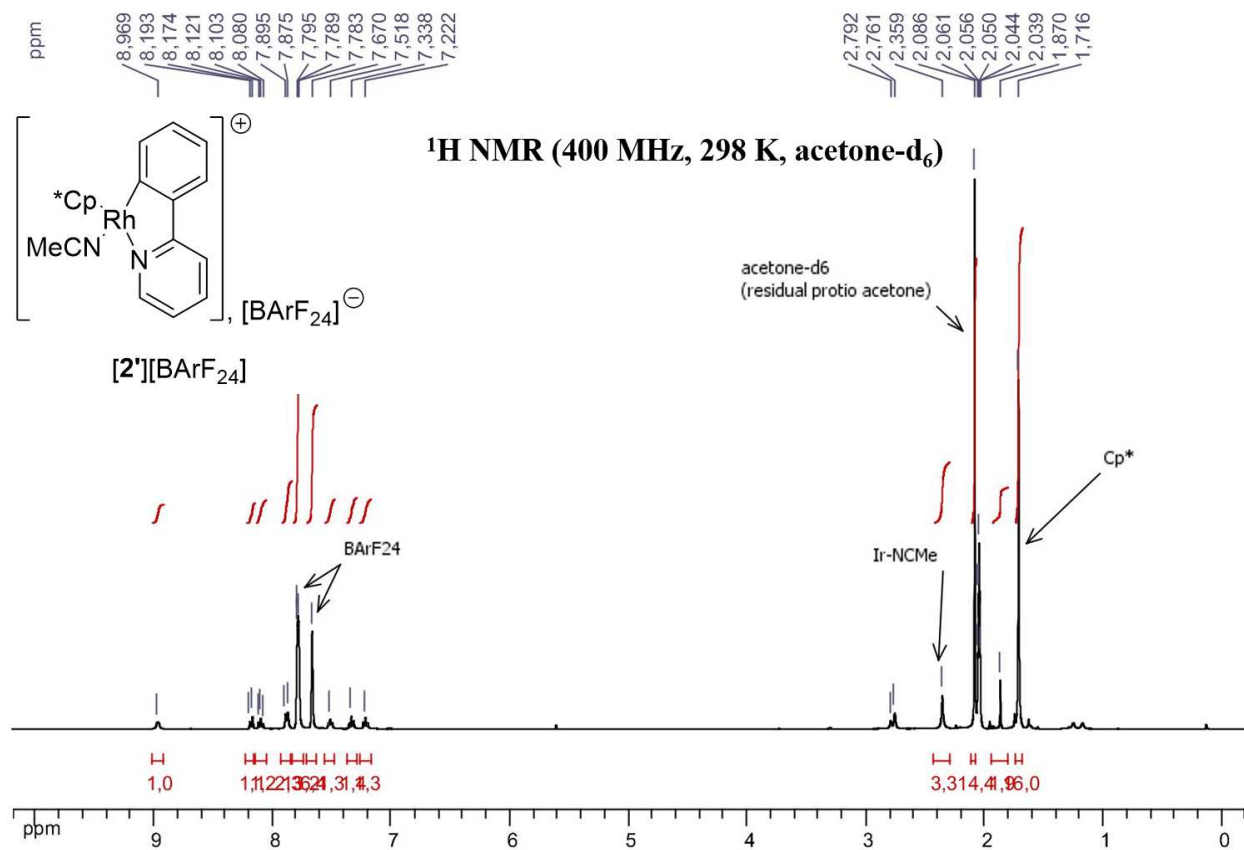 ppm
8,969
8,193
8,174
8,121
8,103
8,080
7,895
7,875
7,795
7,789
7,783
7,670
7,518
7,338
7,222
2,792
2,761
2,359
2,086
2,061
2,056
2,050
2,044
2,039
1,870
1,716
¹H NMR (400 MHz, 298 K, acetone-d₆)
*Cp
Rh
MeCN
N
⊕
, [BArF₂₄]⊖
[2'][BArF₂₄]
acetone-d6
(residual protio acetone)
Cp*
BArF24
Ir-NCMe
1,0
3,3
ppm 9 8 7 6 5 4 3 2 1 0